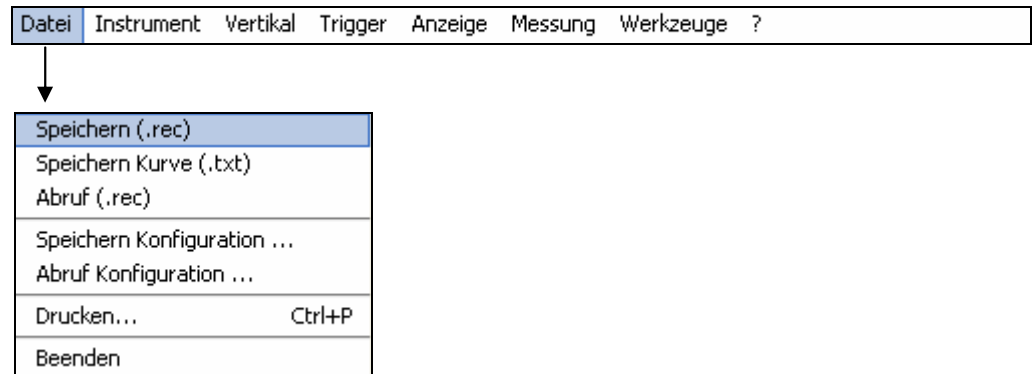 Datei Instrument Vertikal Trigger Anzeige Messung Werkzeuge ?
Speichern (.rec)
Speichern Kurve (.txt)
Abruf (.rec)
Speichern Konfiguration ...
Abruf Konfiguration ...
Drucken... Ctrl+P
Beenden